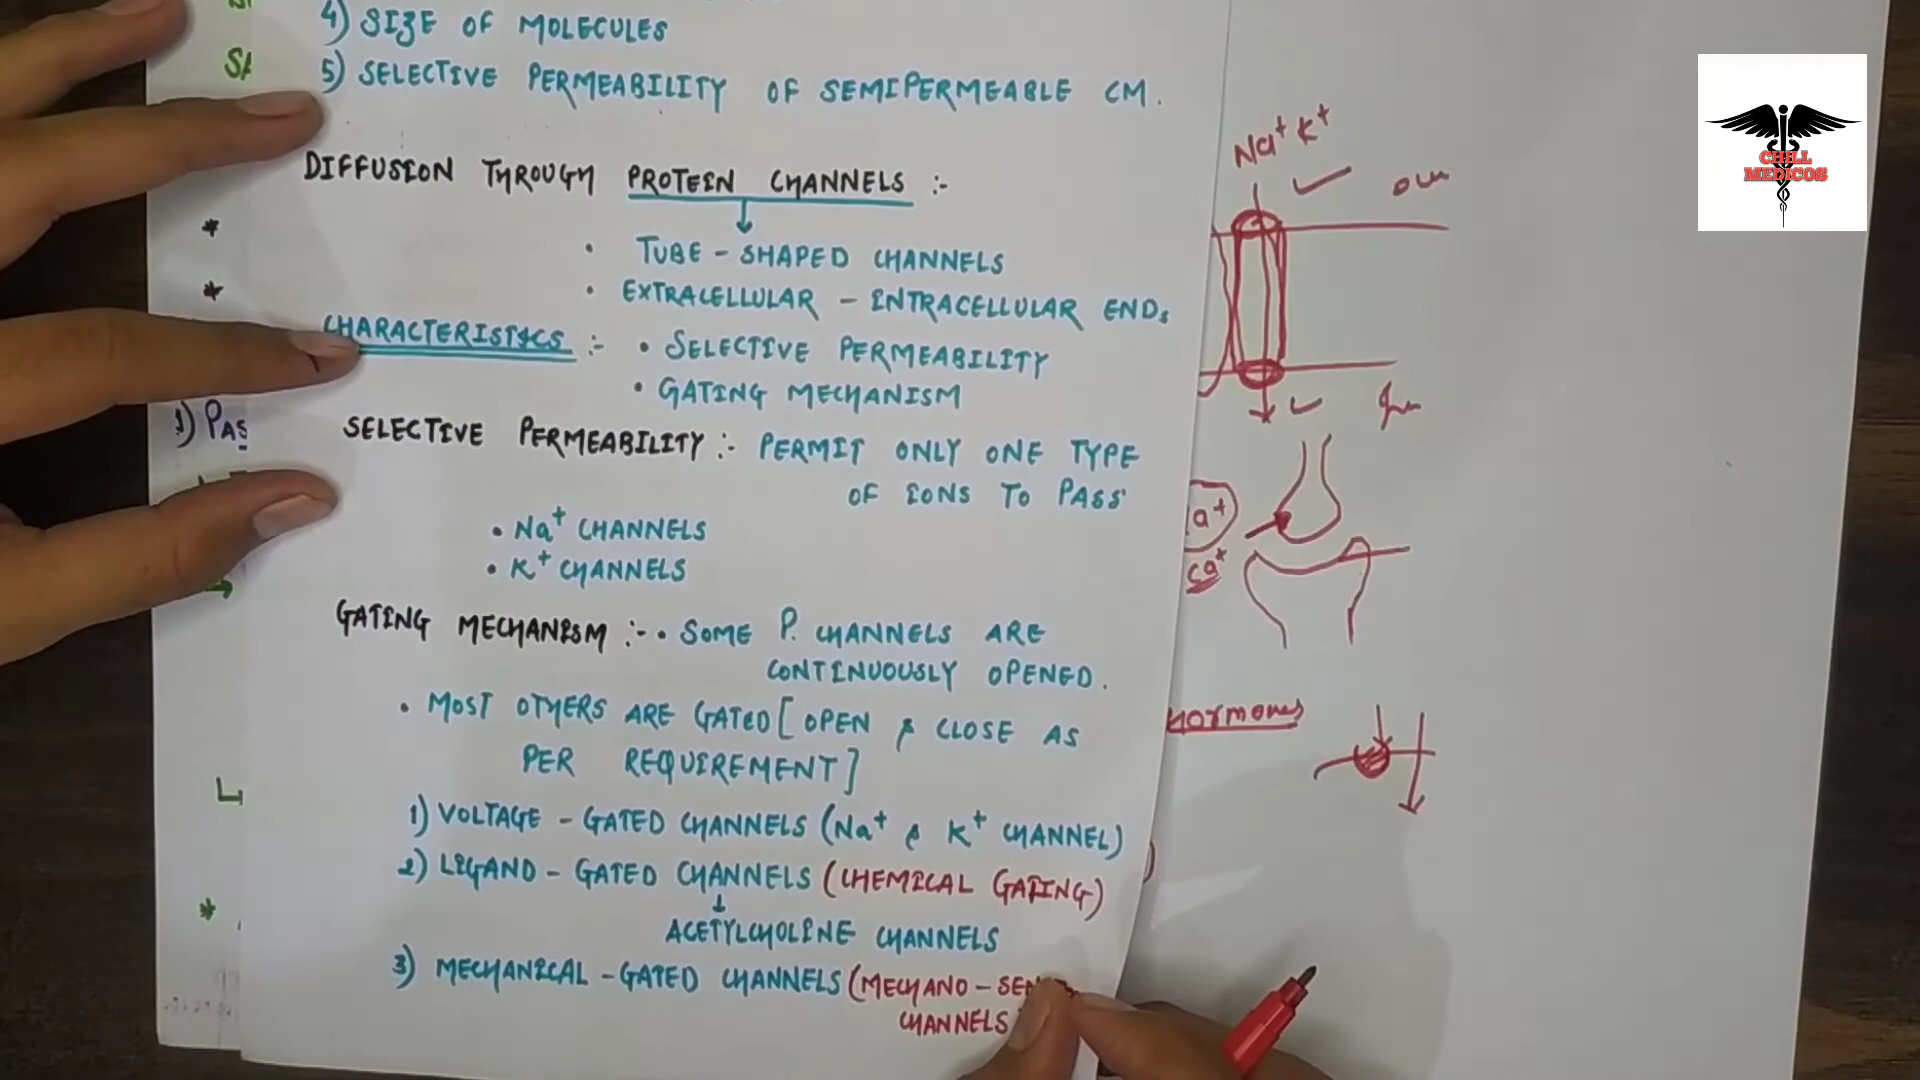 4) SIZE OF MOLECULES
5) SELECTIVE PERMEABILITY OF SEMIPERMEABLE CM.
DIFFUSION THROUGH PROTEIN CHANNELS :-
• TUBE - SHAPED CHANNELS
• EXTRACELLULAR - INTRACELLULAR ENDs
CHARACTERISTICS :- • SELECTIVE PERMEABILITY
• GATING MECHANISM
SELECTIVE PERMEABILITY :- PERMIT ONLY ONE TYPE
OF IONS TO PASS
• Na+ CHANNELS
• K+ CHANNELS
GATING MECHANISM :- • SOME P. CHANNELS ARE
CONTINUOUSLY OPENED.
• MOST OTHERS ARE GATED [OPEN & CLOSE AS
PER REQUIREMENT]
1) VOLTAGE - GATED CHANNELS (Na+ & K+ CHANNEL)
2) LIGAND - GATED CHANNELS (CHEMICAL GATING)
↓
ACETYLCHOLINE CHANNELS
3) MECHANICAL - GATED CHANNELS (MECHANO -
CHANNELS
1) PAS
Na+ K+
out
a+
ca+
Hormones
CHILL
MEDICOS